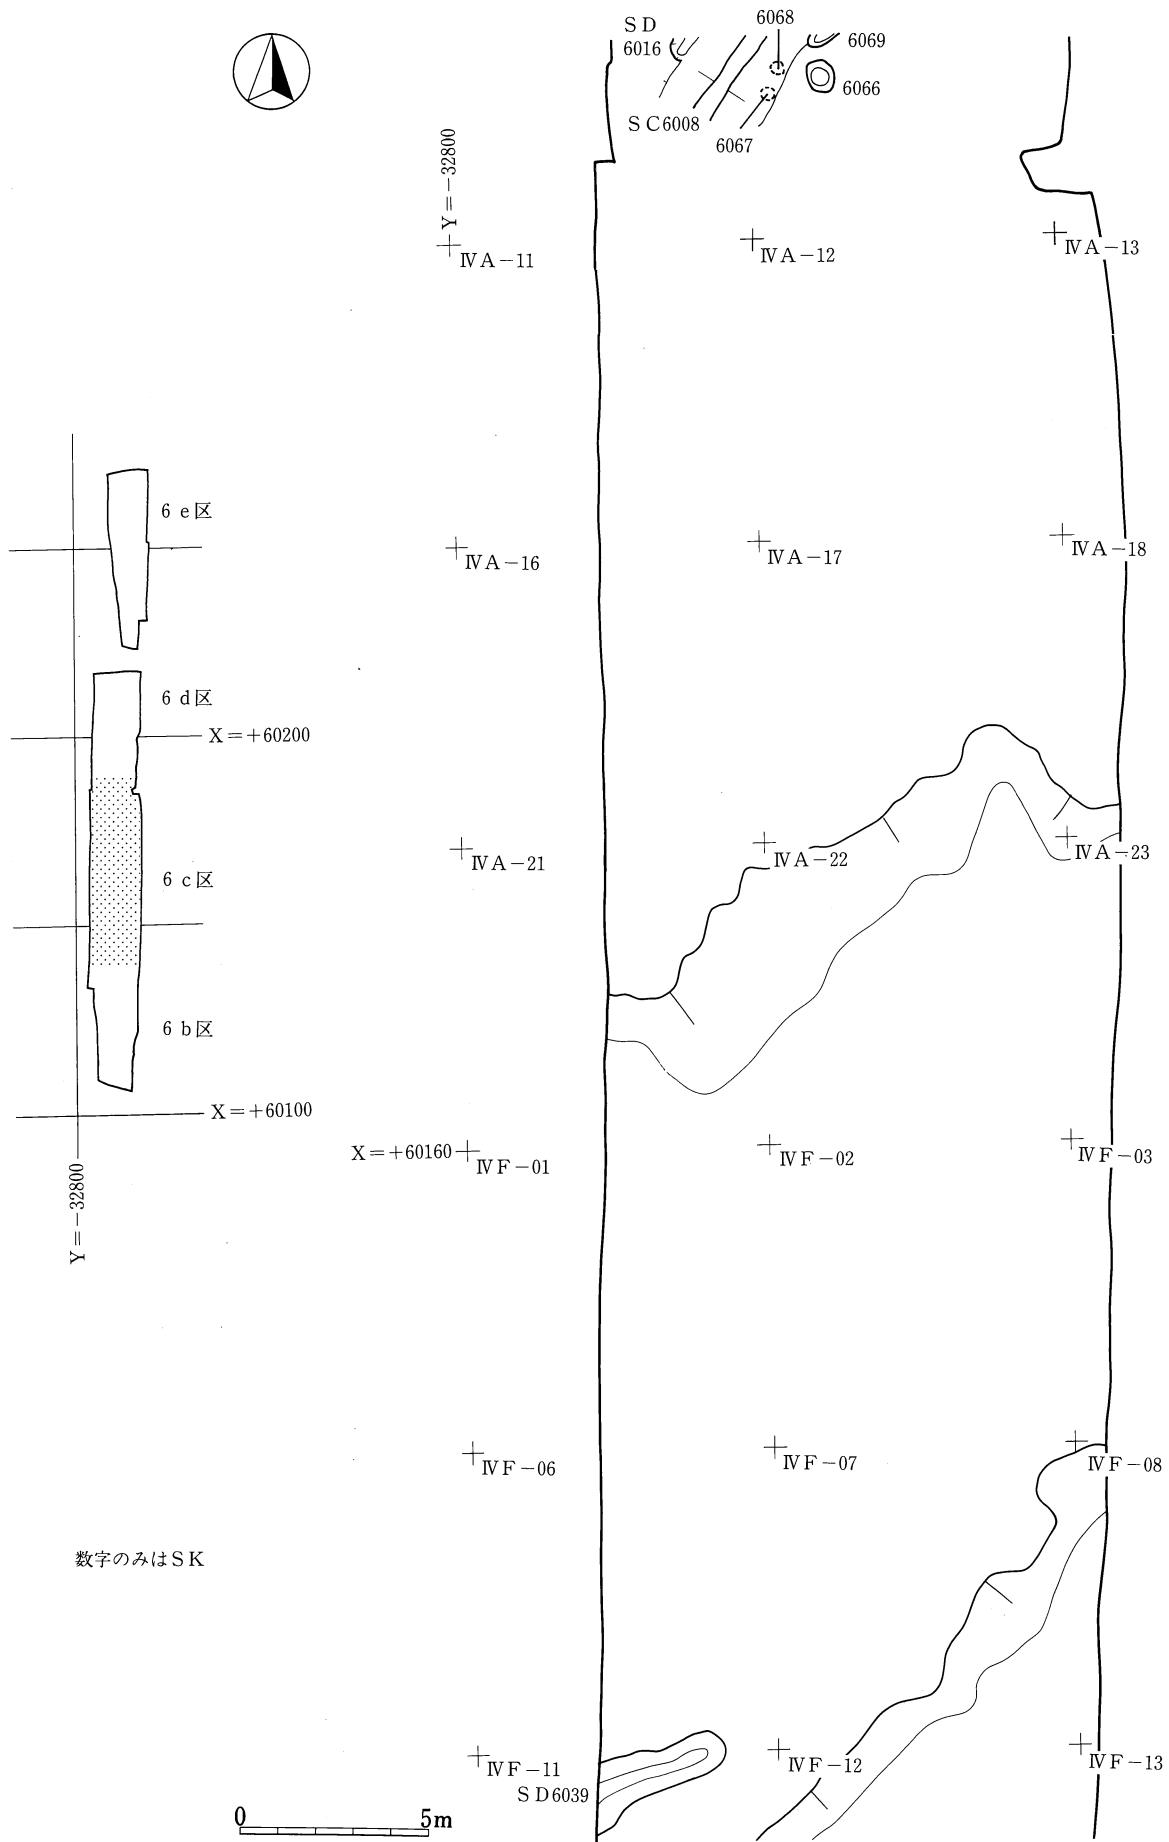 SD
6016
6068
6069
6066
SC6008
6067
Y=-32800
ⅣA-11
ⅣA-12
ⅣA-13
6e区
ⅣA-16
ⅣA-17
ⅣA-18
6d区
X=+60200
ⅣA-21
ⅣA-22
ⅣA-23
6c区
6b区
X=+60100
X=+60160
ⅣF-01
ⅣF-02
ⅣF-03
Y=-32800
ⅣF-06
ⅣF-07
ⅣF-08
数字のみはSK
ⅣF-11
ⅣF-12
ⅣF-13
SD6039
0 5m